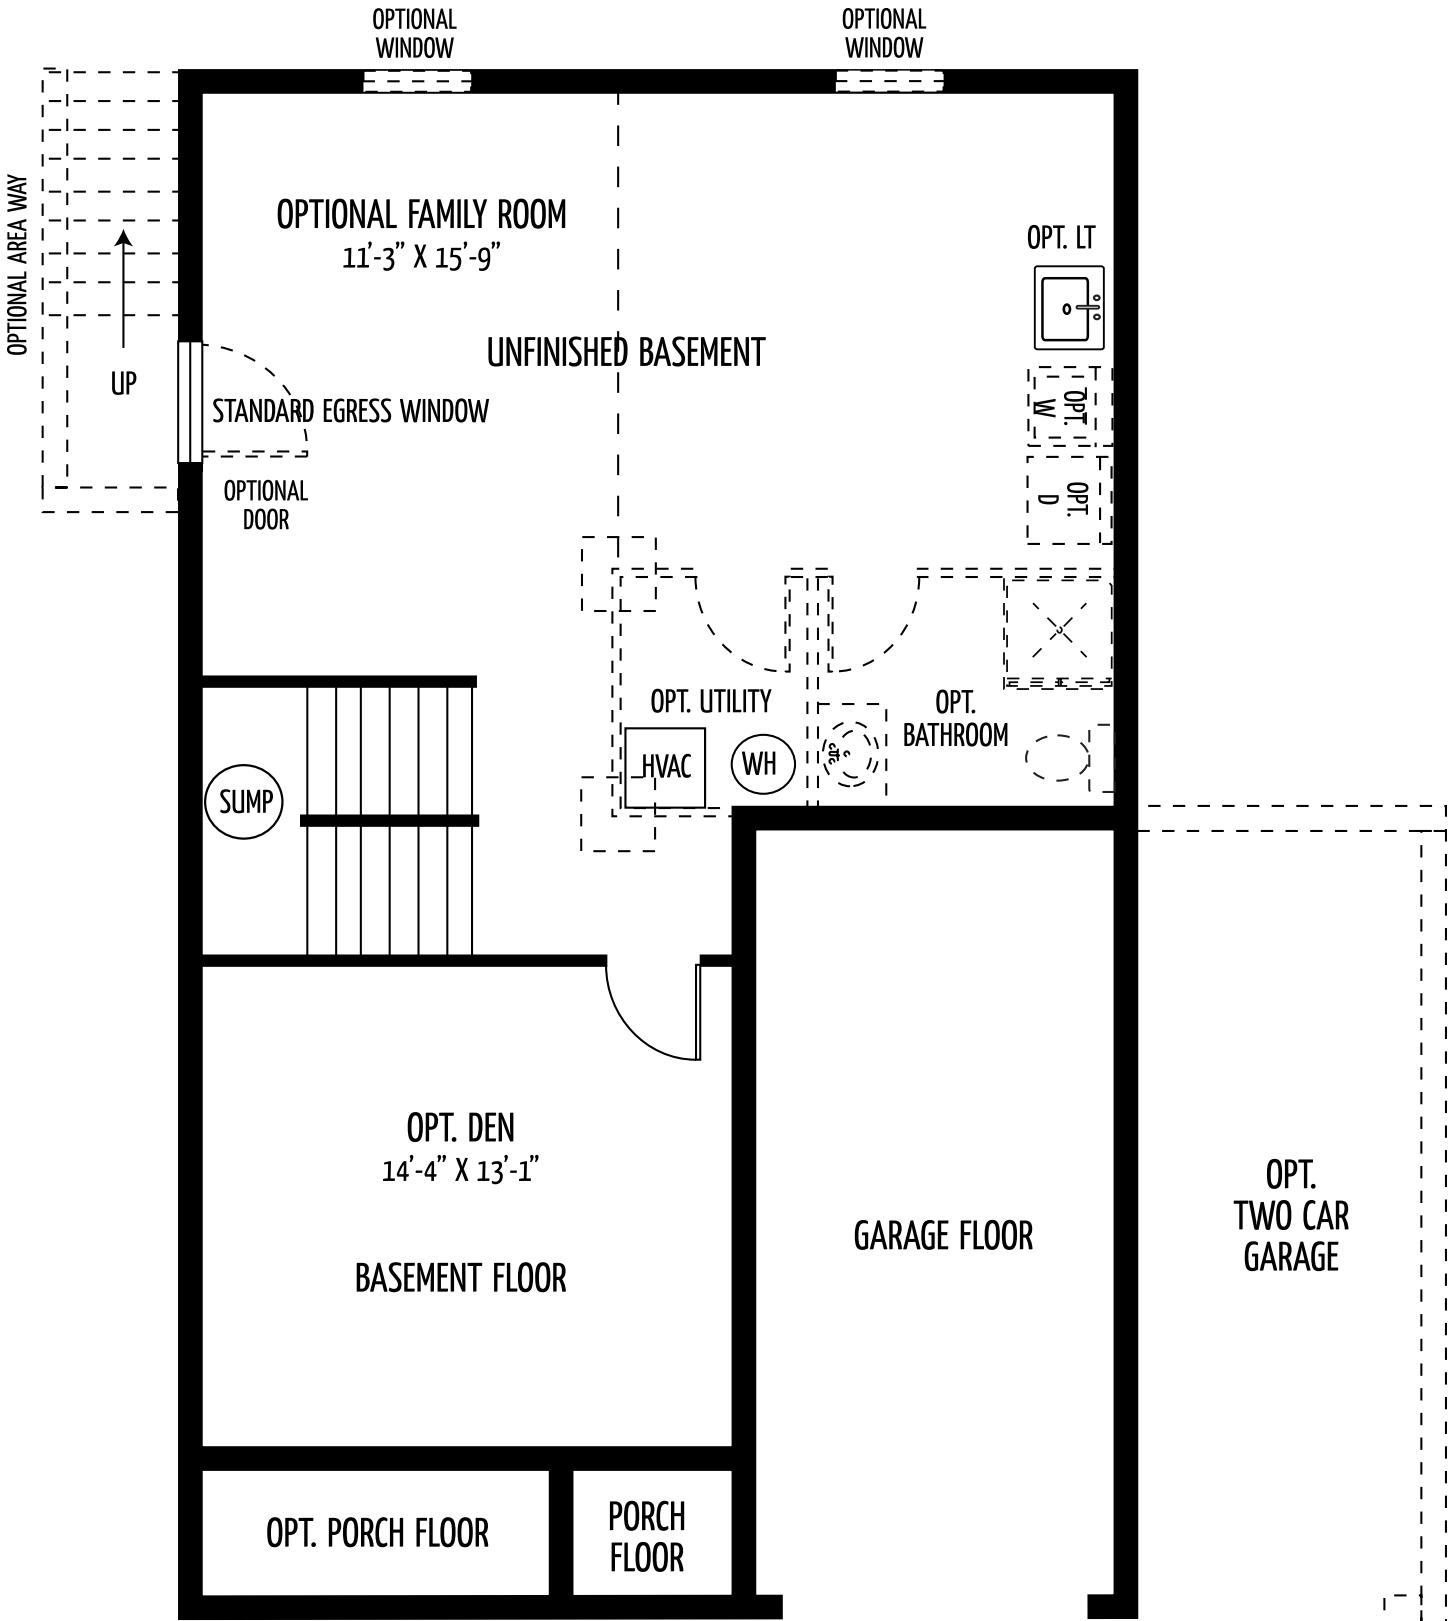 OPTIONAL
WINDOW
OPTIONAL
WINDOW
OPTIONAL AREA WAY
OPTIONAL FAMILY ROOM
11'-3” X 15'-9”
OPT. LT
UNFINISHED BASEMENT
UP
STANDARD EGRESS WINDOW
OPT.
W
OPTIONAL
DOOR
OPT.
D
OPT. UTILITY
OPT.
BATHROOM
HVAC
WH
SUMP
OPT. DEN
14'-4” X 13'-1”
BASEMENT FLOOR
GARAGE FLOOR
OPT.
TWO CAR
GARAGE
OPT. PORCH FLOOR
PORCH
FLOOR